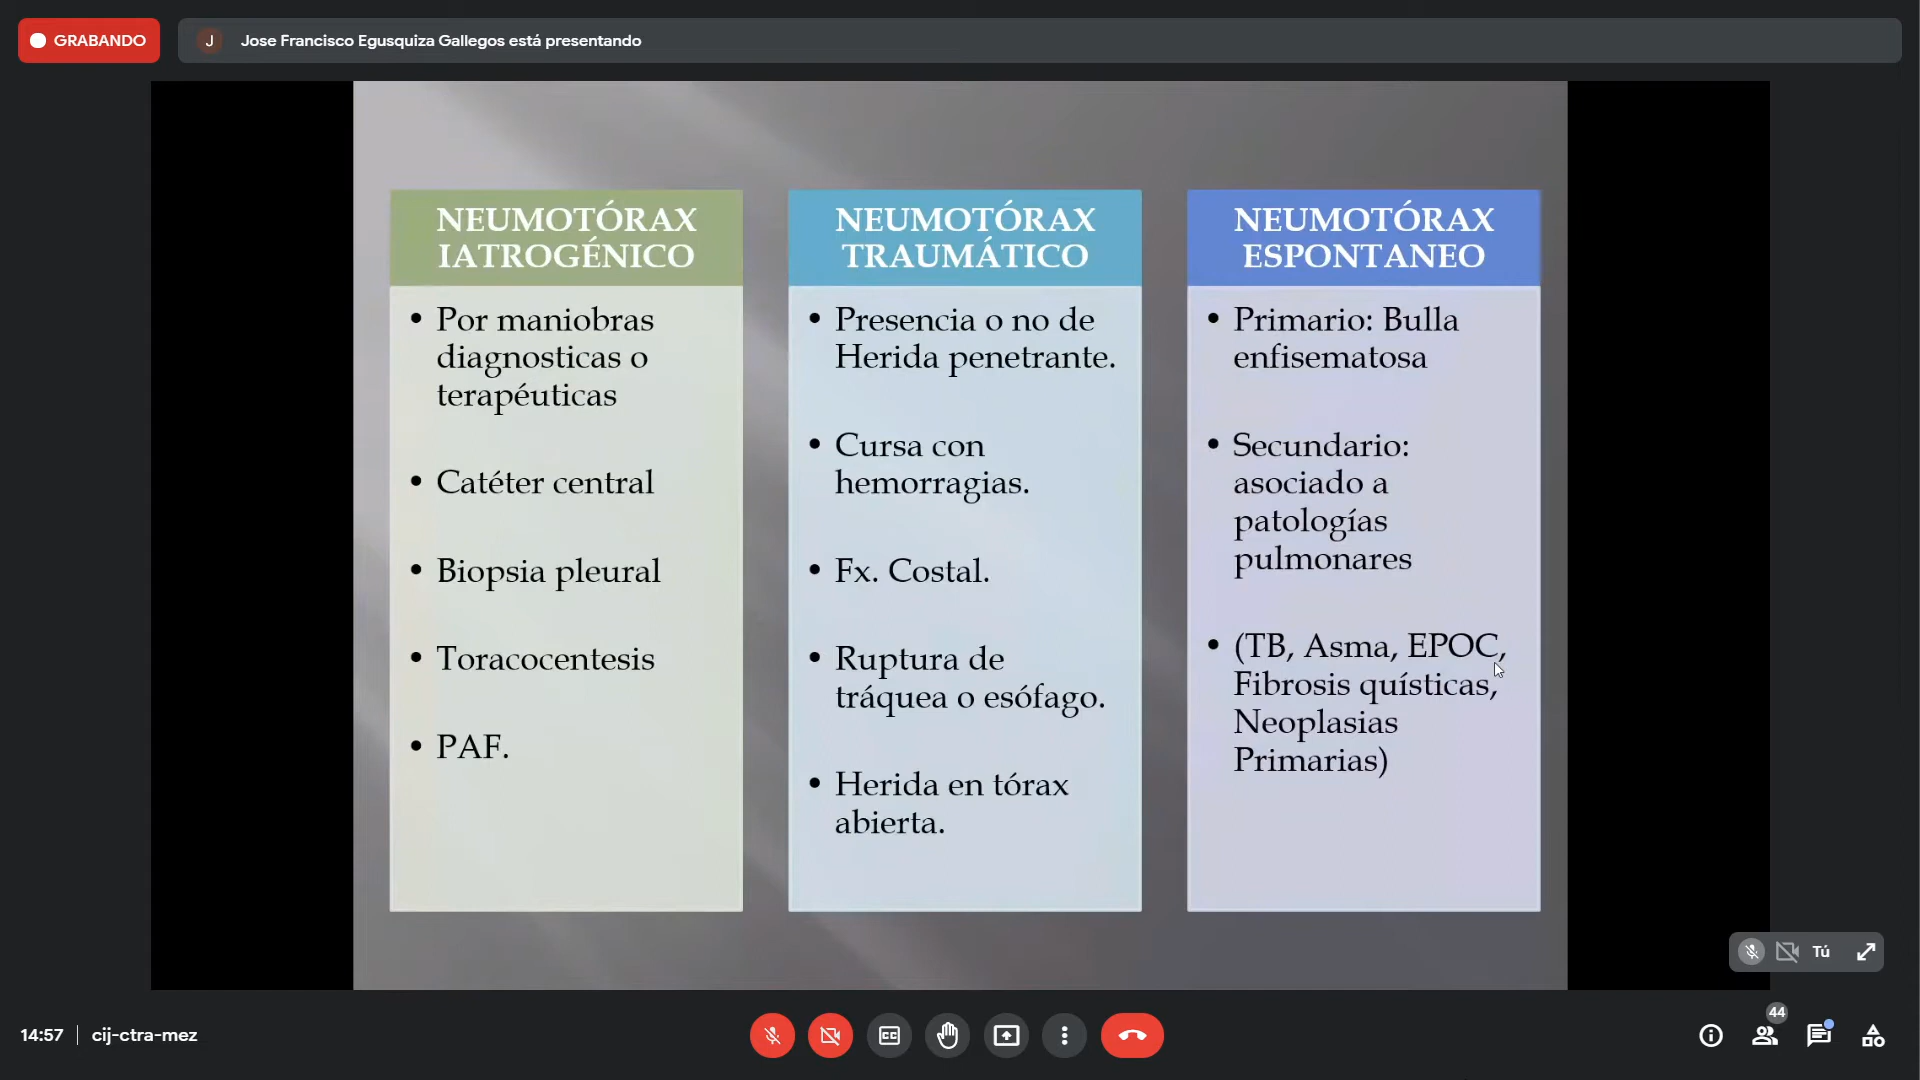 GRABANDO
J
Jose Francisco Egusquiza Gallegos está presentando
NEUMOTÓRAX
IATROGÉNICO
• Por maniobras
diagnosticas o
terapéuticas
• Catéter central
• Biopsia pleural
• Toracocentesis
• PAF.
NEUMOTÓRAX
TRAUMÁTICO
• Presencia o no de
Herida penetrante.
• Cursa con
hemorragias.
• Fx. Costal.
• Ruptura de
tráquea o esófago.
• Herida en tórax
abierta.
NEUMOTÓRAX
ESPONTANEO
• Primario: Bulla
enfisematosa
• Secundario:
asociado a
patologías
pulmonares
• (TB, Asma, EPOC,
Fibrosis quísticas,
Neoplasias
Primarias)
Tú
14:57 | cij-ctra-mez
CC
44